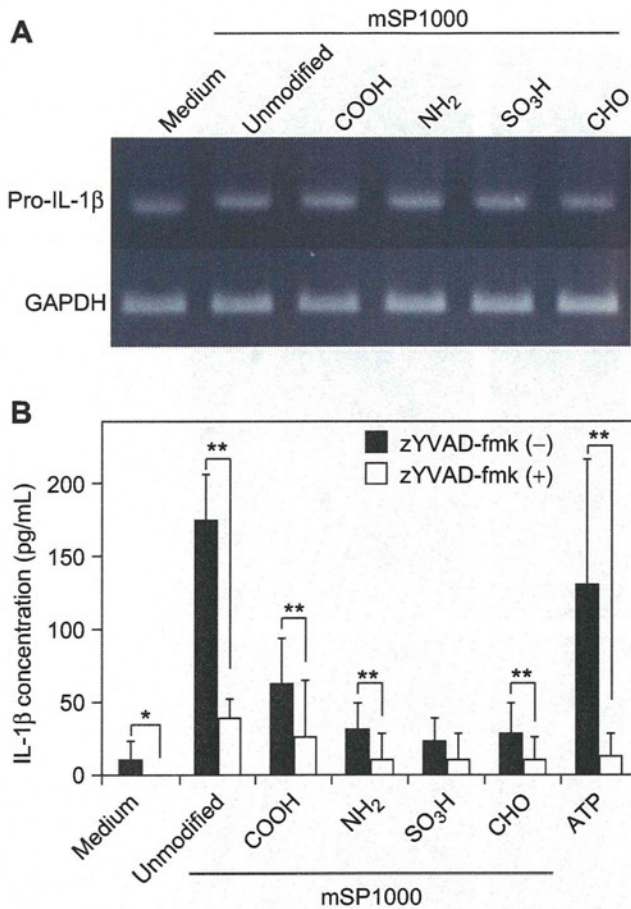 A
mSP1000
Medium
Unmodified
COOH
NH₂
SO₃H
CHO
Pro-IL-1β
GAPDH
B
zYVAD-fmk (−)
zYVAD-fmk (+)
IL-1β concentration (pg/mL)
200
150
100
50
0
*
**
**
**
**
**
Medium
Unmodified
COOH
NH₂
SO₃H
CHO
ATP
mSP1000